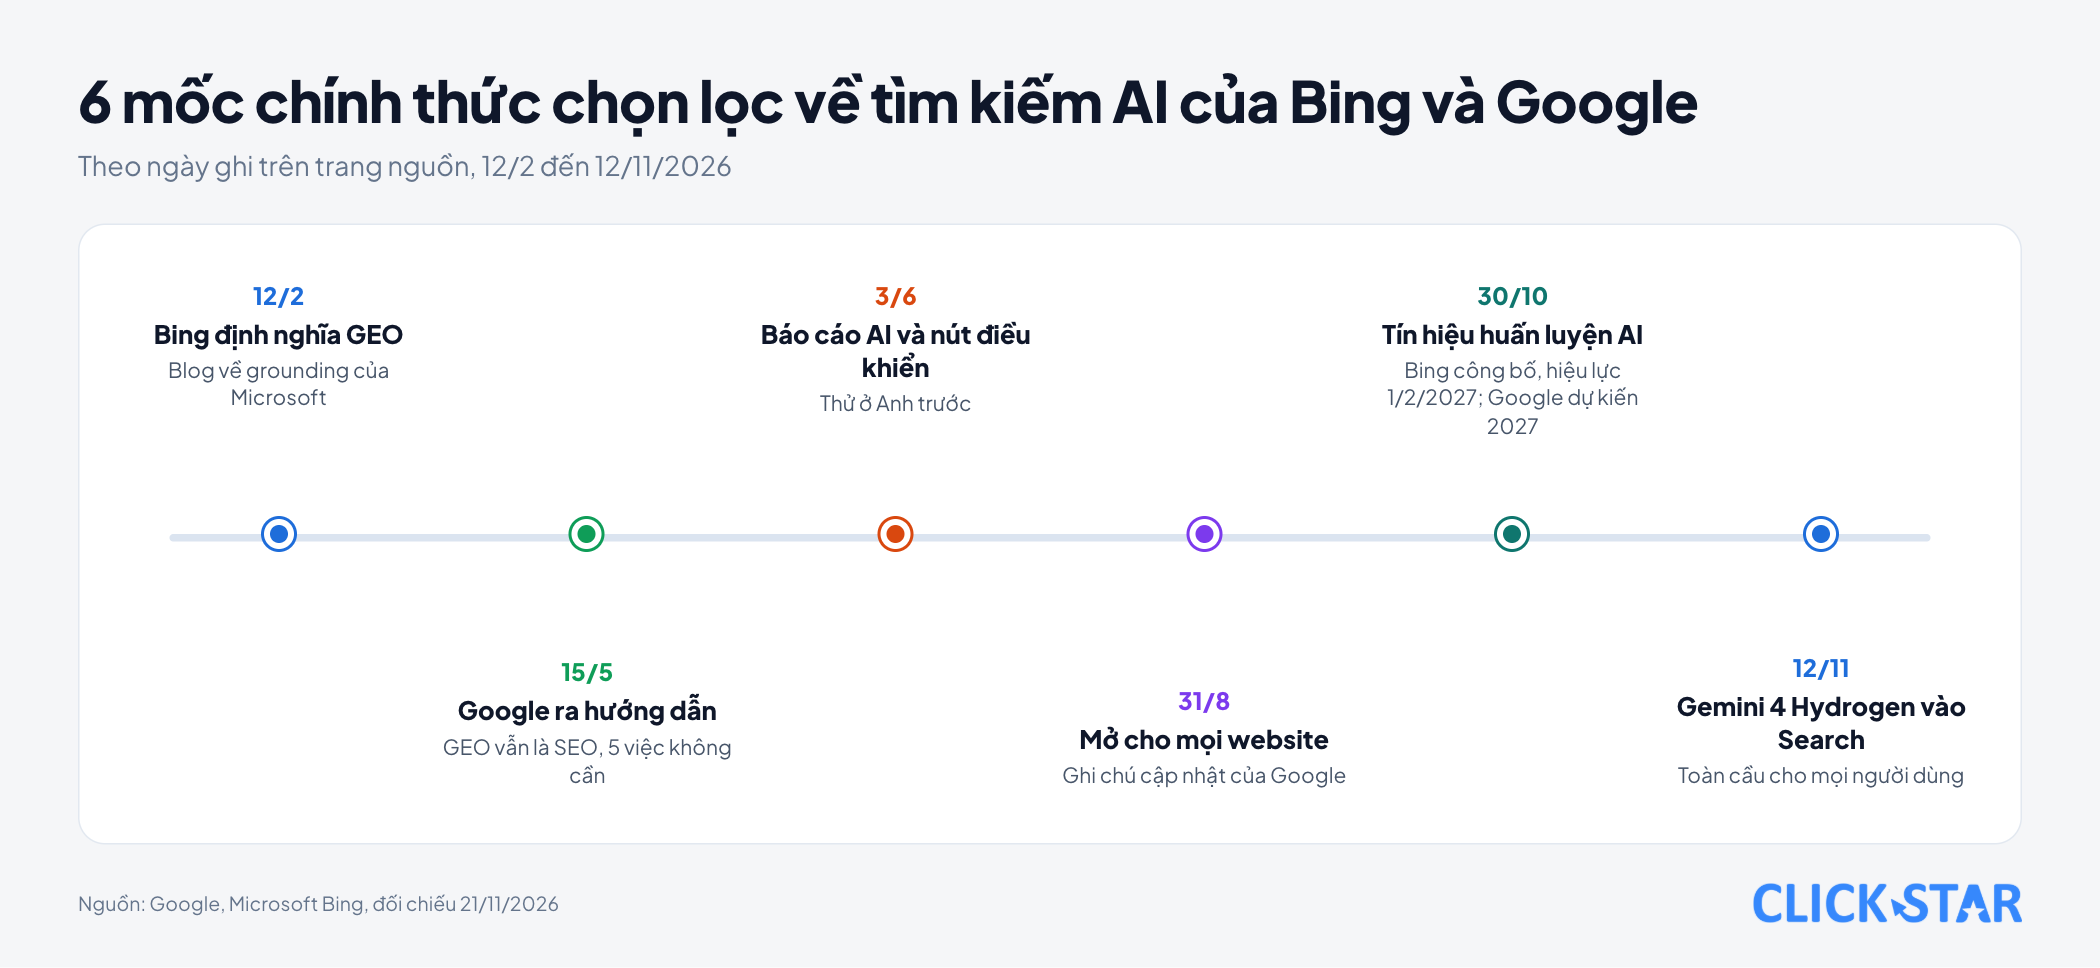 6 mốc chính thức chọn lọc về tìm kiếm AI của Bing và Google
Theo ngày ghi trên trang nguồn, 12/2 đến 12/11/2026
12/2
Bing định nghĩa GEO
Blog về grounding của
Microsoft
15/5
Google ra hướng dẫn
GEO vẫn là SEO, 5 việc không
cần
3/6
Báo cáo AI và nút điều
khiển
Thử ở Anh trước
31/8
Mở cho mọi website
Ghi chú cập nhật của Google
30/10
Tín hiệu huấn luyện AI
Bing công bố, hiệu lực
1/2/2027; Google dự kiến
2027
12/11
Gemini 4 Hydrogen vào
Search
Toàn cầu cho mọi người dùng
Nguồn: Google, Microsoft Bing, đối chiếu 21/11/2026
CLICK STAR